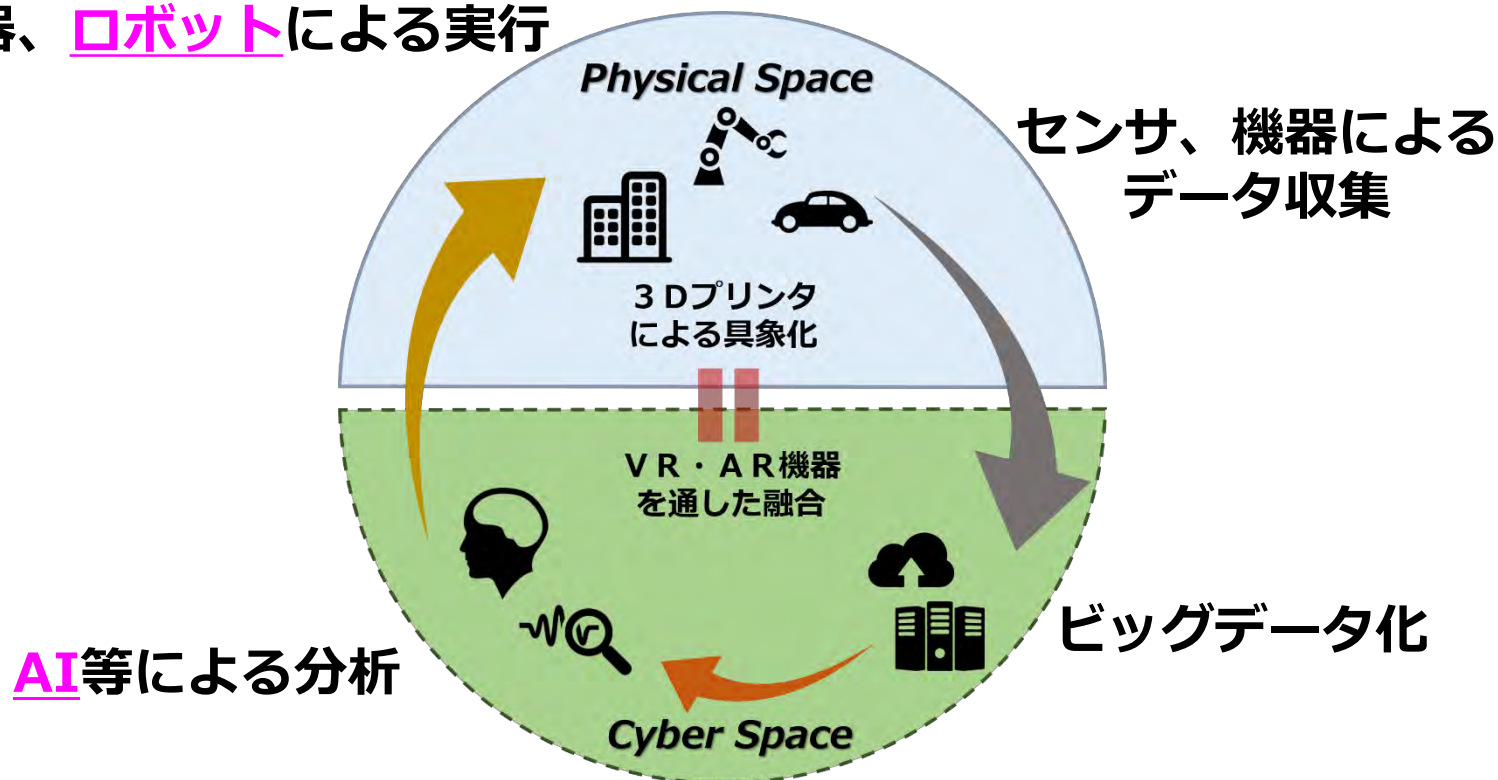 器、ロボットによる実行
Physical Space
センサ、機器による
データ収集
３Ｄプリンタ
による具象化
ＶＲ・ＡＲ機器
を通した融合
ビッグデータ化
AI等による分析
Cyber Space